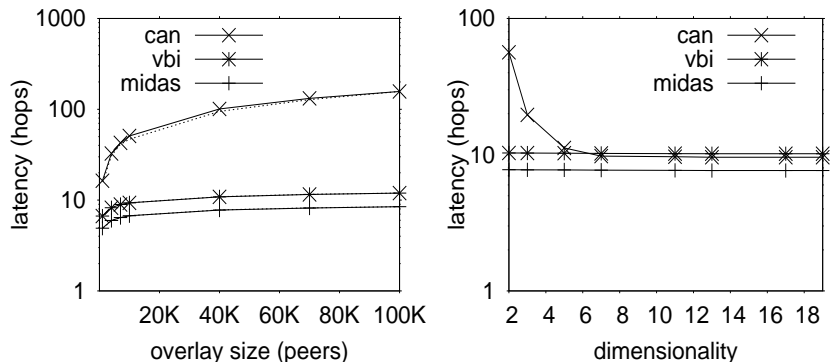 1000
100
10
1
latency (hops)
can
vbi
midas
20K 40K 60K 80K 100K
overlay size (peers)
100
10
1
latency (hops)
can
vbi
midas
2 4 6 8 10 12 14 16 18
dimensionality